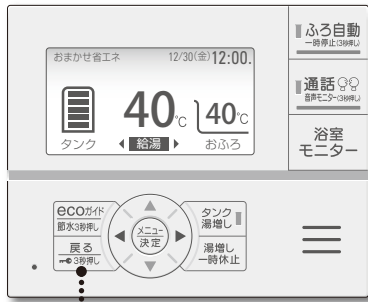 おまかせ省エネ 12/30(金)12:00.
40℃ 40℃
タンク 給湯 おふろ
ふろ自動
一時停止(3秒押し)
通話
音声モニター(3秒押し)
浴室
モニター
ecoガイド
節水3秒押し
戻る
3秒押し
メニュー
決定
タンク
湯増し
湯増し
一時休止